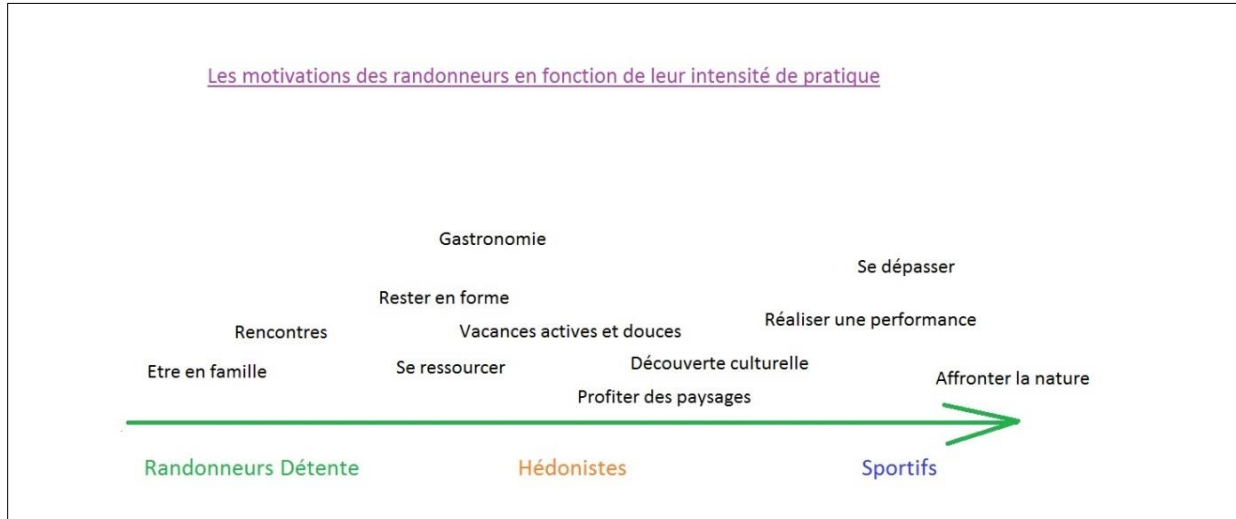 Les motivations des randonneurs en fonction de leur intensité de pratique
Gastronomie
Se dépasser
Rester en forme
Réaliser une performance
Rencontres
Vacances actives et douces
Découverte culturelle
Etre en famille
Se ressourcer
Affronter la nature
Profiter des paysages
Randonneurs Détente
Hédonistes
Sportifs